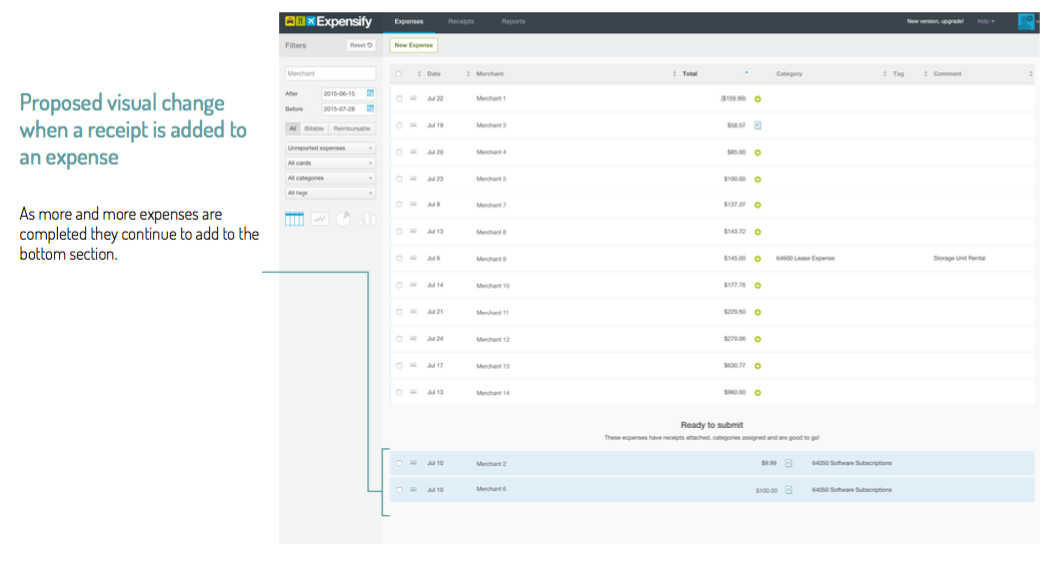 Proposed visual change
when a receipt is added to
an expense
As more and more expenses are
completed they continue to add to the
bottom section.
Expensify Expenses Receipts Reports New version, upgrade! Help
Filters Reset New Expense
Merchant
After 2015-06-15
Before 2015-07-28
All Billable Reimbursable
Unreported expenses
All cards
All categories
All tags
Date Merchant Total Category Tag Comment
Jul 22 Merchant 1 ($159.99)
Jul 19 Merchant 3 $58.57
Jul 20 Merchant 4 $85.00
Jul 23 Merchant 5 $100.00
Jul 8 Merchant 7 $137.37
Jul 13 Merchant 8 $143.72
Jul 6 Merchant 9 $145.00 64600 Lease Expense Storage Unit Rental
Jul 14 Merchant 10 $177.76
Jul 21 Merchant 11 $229.50
Jul 24 Merchant 12 $270.06
Jul 17 Merchant 13 $630.77
Jul 13 Merchant 14 $960.00
Ready to submit
These expenses have receipts attached, categories assigned and are good to go!
Jul 10 Merchant 2 $9.99 64050 Software Subscriptions
Jul 10 Merchant 6 $100.00 64050 Software Subscriptions